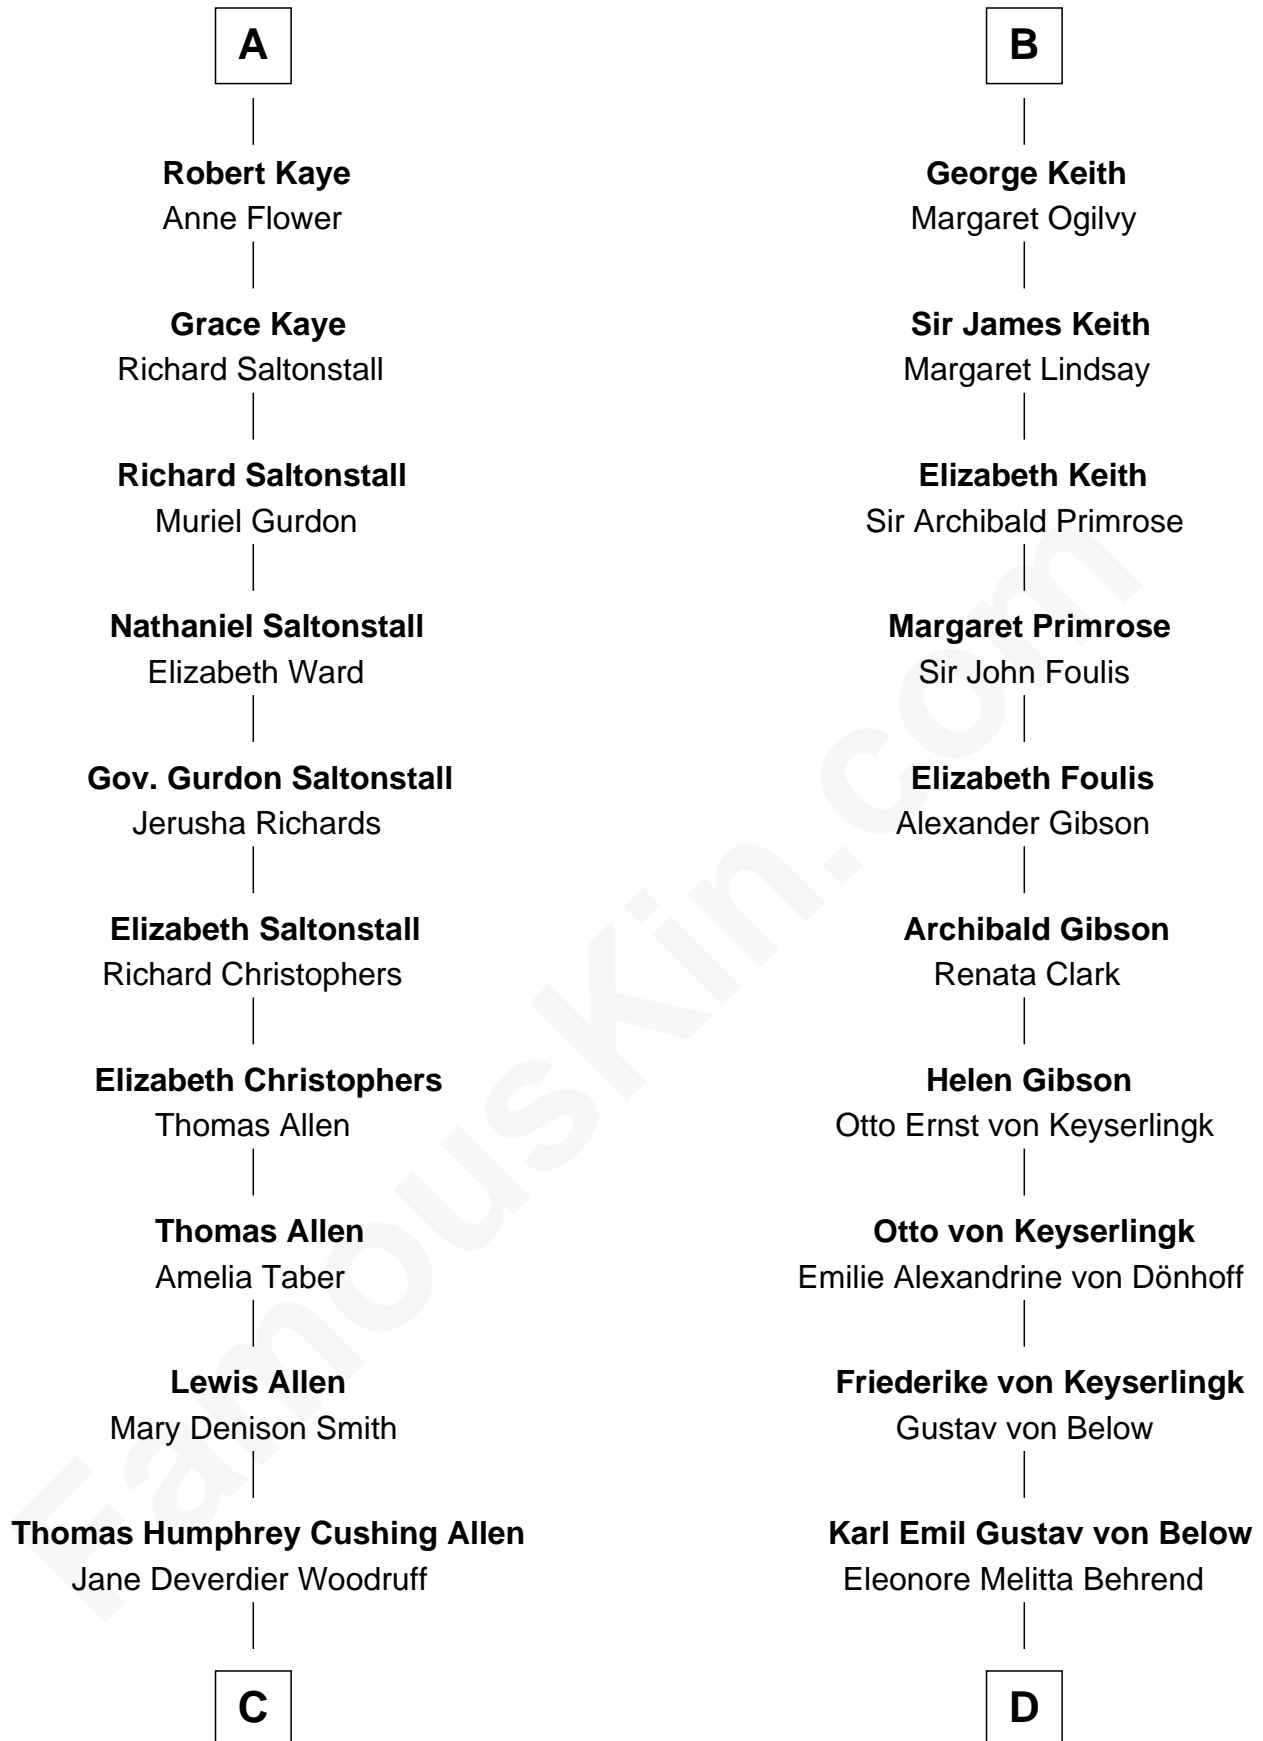 A
Robert Kaye
Anne Flower
Grace Kaye
Richard Saltonstall
Richard Saltonstall
Muriel Gurdon
Nathaniel Saltonstall
Elizabeth Ward
Gov. Gurdon Saltonstall
Jerusha Richards
Elizabeth Saltonstall
Richard Christophers
Elizabeth Christophers
Thomas Allen
Thomas Allen
Amelia Taber
Lewis Allen
Mary Denison Smith
Thomas Humphrey Cushing Allen
Jane Deverdier Woodruff
C
B
George Keith
Margaret Ogilvy
Sir James Keith
Margaret Lindsay
Elizabeth Keith
Sir Archibald Primrose
Margaret Primrose
Sir John Foulis
Elizabeth Foulis
Alexander Gibson
Archibald Gibson
Renata Clark
Helen Gibson
Otto Ernst von Keyserlingk
Otto von Keyserlingk
Emilie Alexandrine von Dönhoff
Friederike von Keyserlingk
Gustav von Below
Karl Emil Gustav von Below
Eleonore Melitta Behrend
D
FamousKin.com